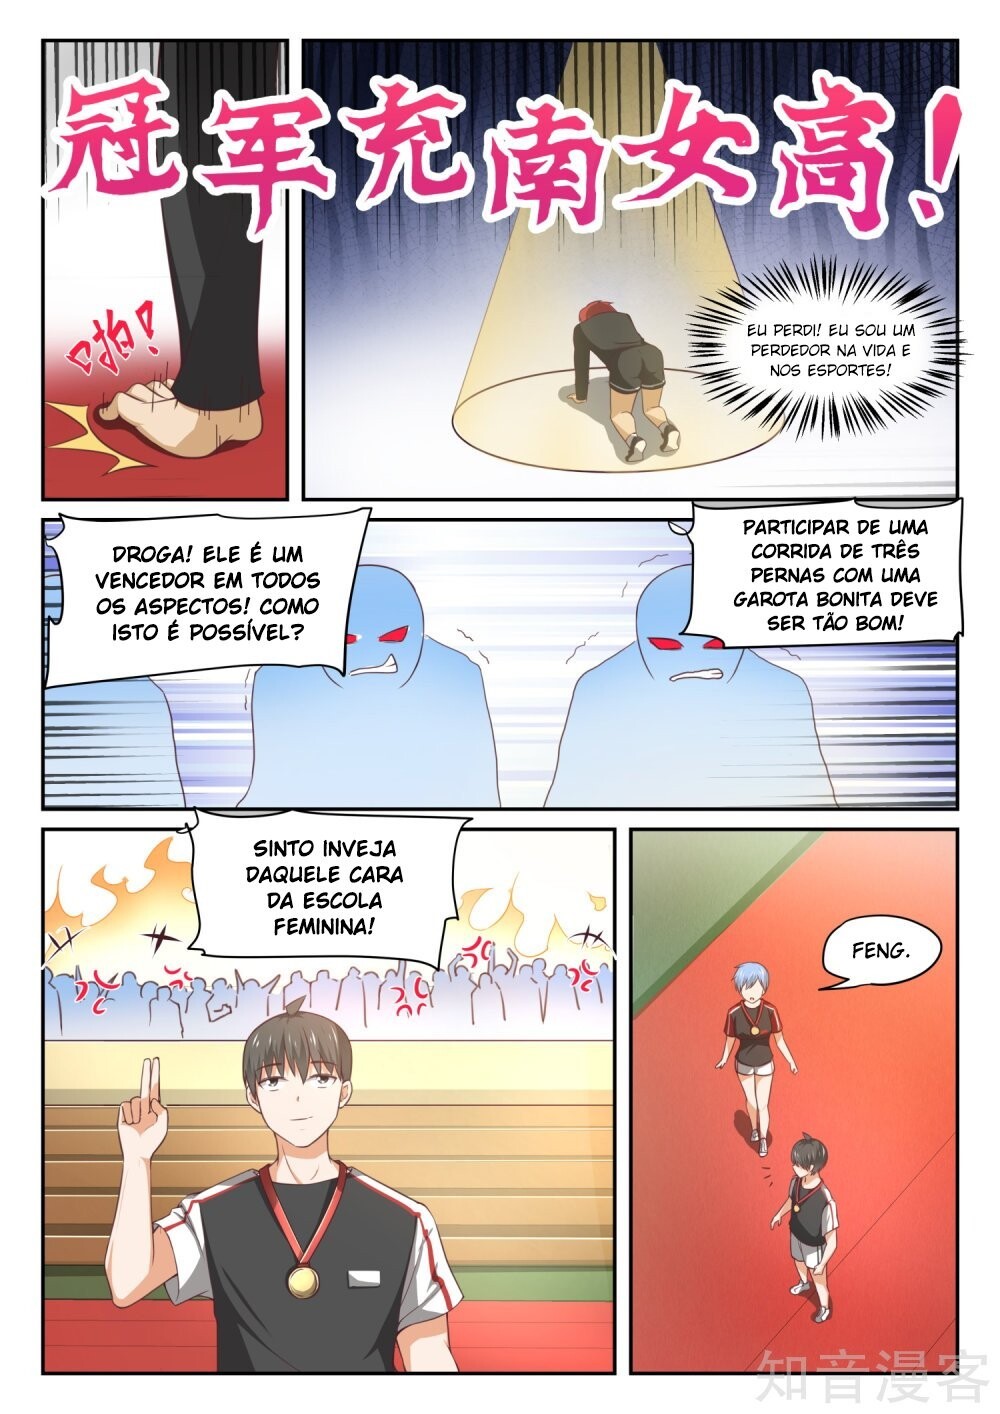 冠军充南女高!
啪!
EU PERDI! EU SOU UM
PERDEDOR NA VIDA E
NOS ESPORTES!
DROGA! ELE É UM
VENCEDOR EM TODOS
OS ASPECTOS! COMO
ISTO É POSSÍVEL?
PARTICIPAR DE UMA
CORRIDA DE TRÊS
PERNAS COM UMA
GAROTA BONITA DEVE
SER TÃO BOM!
SINTO INVEJA
DAQUELE CARA
DA ESCOLA
FEMININA!
FENG.
知音漫客